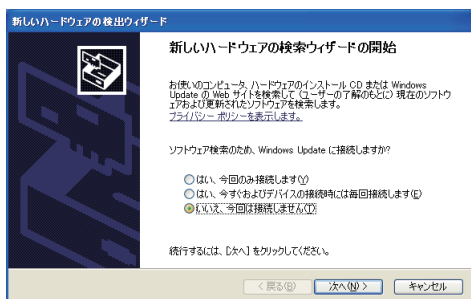 新しいハードウェアの検出ウィザード
新しいハードウェアの検索ウィザードの開始
お使いのコンピュータ、ハードウェアのインストール CD または Windows
Update の Web サイトを検索して (ユーザーの了解のもとに) 現在のソフトウ
ェアおよび更新されたソフトウェアを検索します。
プライバシー ポリシーを表示します。
ソフトウェア検索のため、Windows Update に接続しますか?
はい、今回のみ接続します(Y)
はい、今すぐおよびデバイスの接続時には毎回接続します(E)
いいえ、今回は接続しません(T)
続行するには、[次へ] をクリックしてください。
< 戻る(B)
次へ(N) >
キャンセル